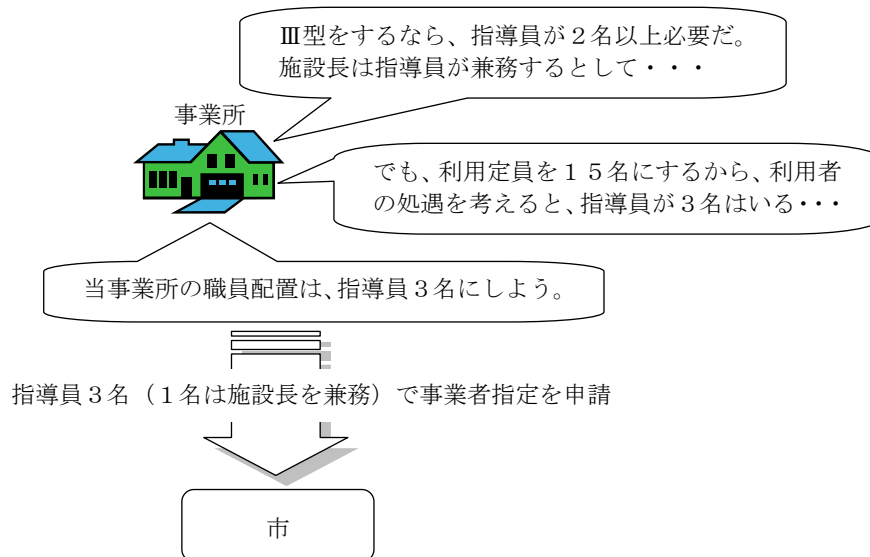 Ⅲ型をするなら、指導員が２名以上必要だ。
施設長は指導員が兼務するとして・・・
事業所
でも、利用定員を１５名にするから、利用者
の処遇を考えると、指導員が３名はいる・・・
当事業所の職員配置は、指導員３名にしよう。
指導員３名（１名は施設長を兼務）で事業者指定を申請
市